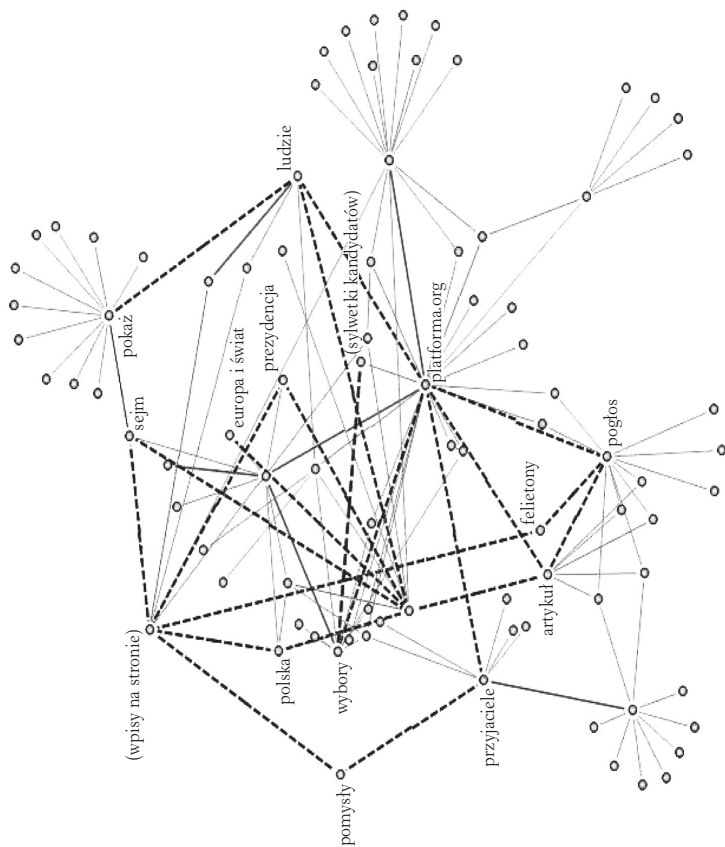 ludzie
pokaż
(sylwetki kandydatów)
prezydencja
europa i świat
sejm
platforma.org
pogłos
felietony
(wpisy na stronie)
polska
wybory
artykuł
przyjaciele
pomysły